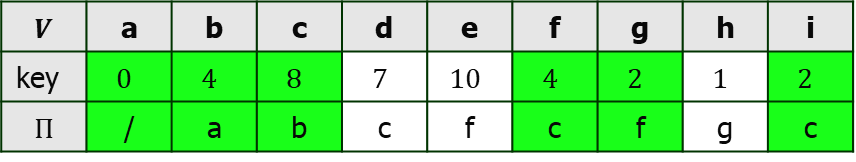 V a b c d e f g h i
key 0 4 8 7 10 4 2 1 2
Π / a b c f c f g c